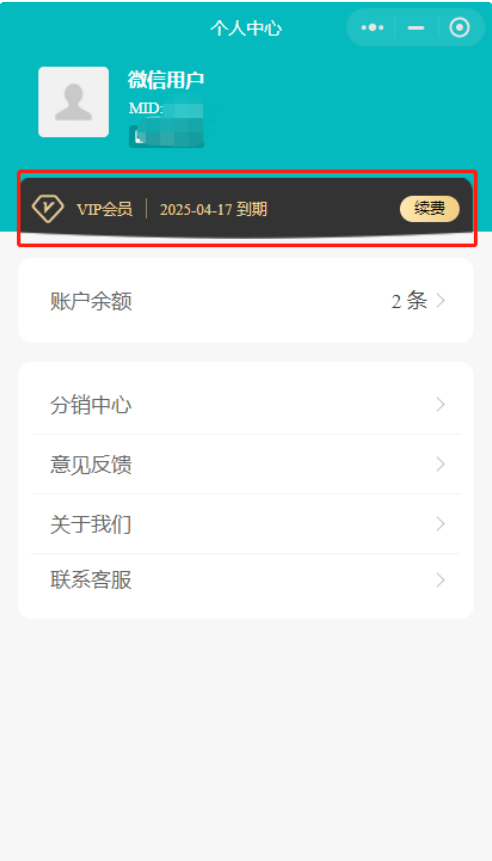 个人中心
微信用户
MID:
VIP会员 2025-04-17 到期 续费
账户余额 2 条
分销中心
意见反馈
关于我们
联系客服